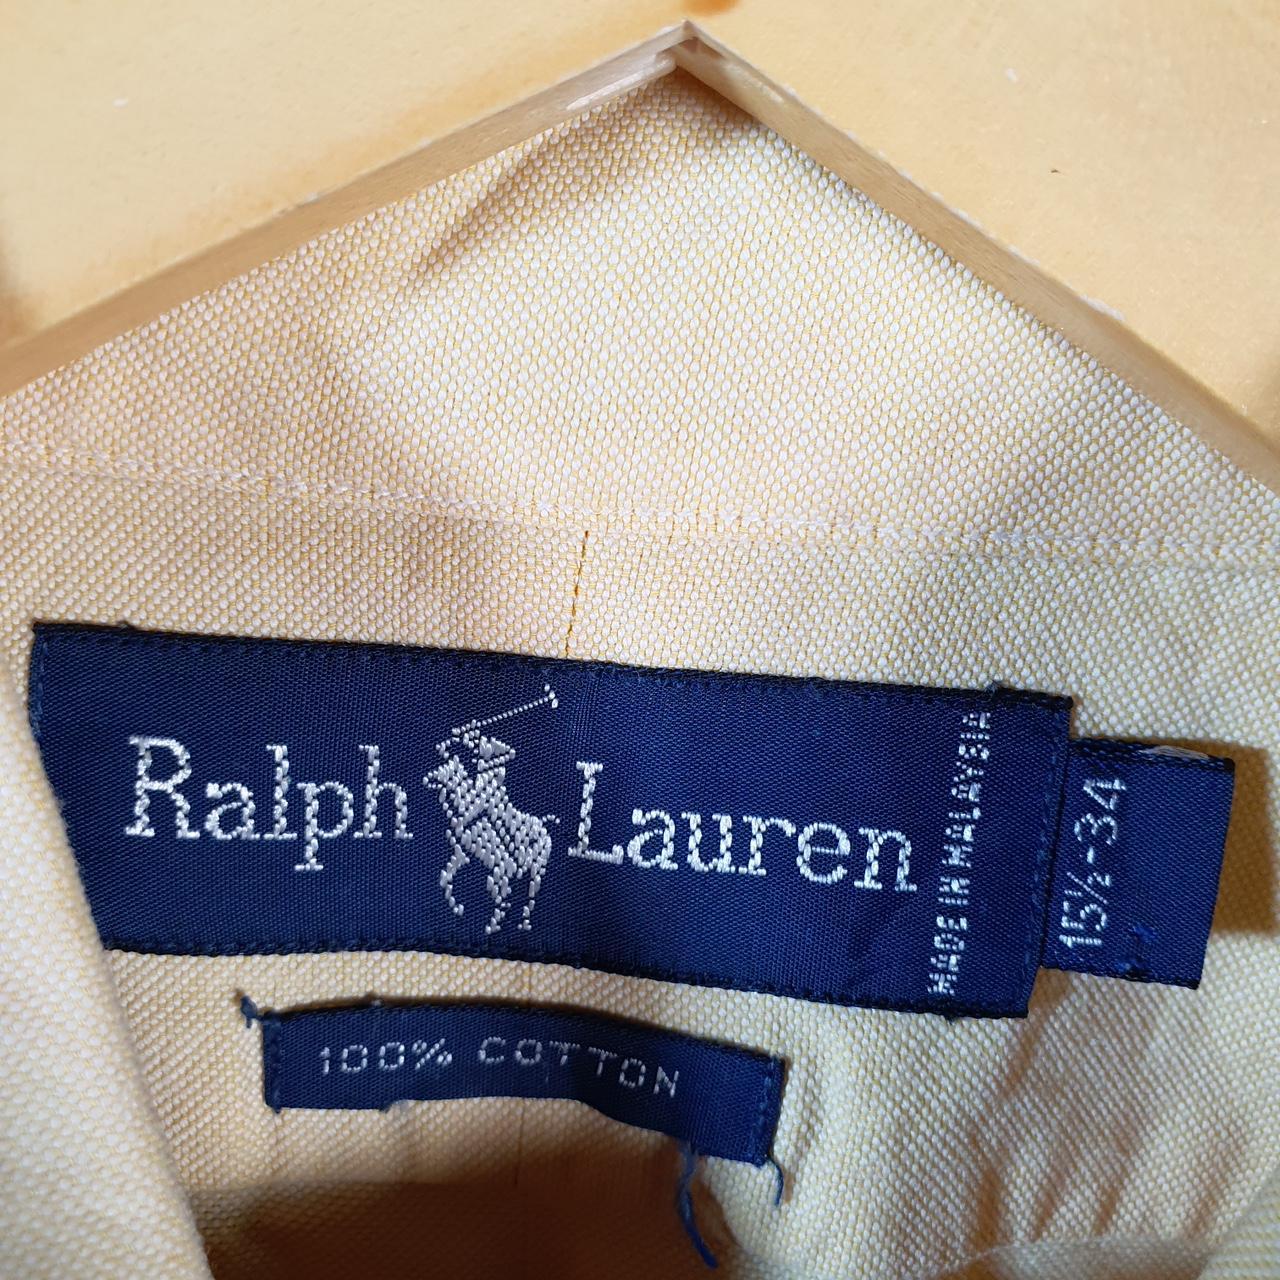 Ralph Lauren
MADE IN MALAYSIA
15½-34
100% COTTON